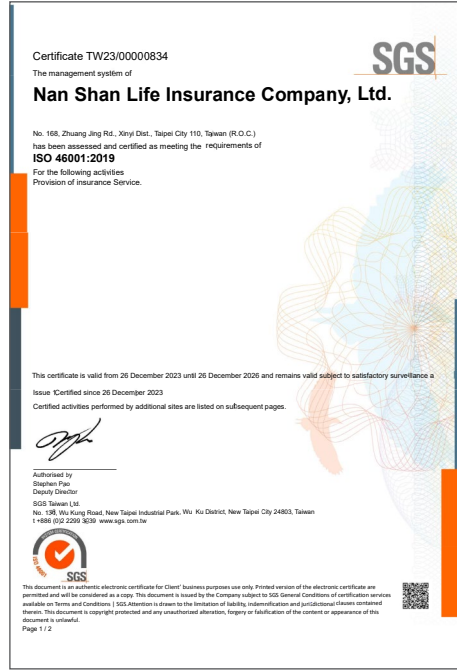 SGS
Certificate TW23/00000834
The management system of
Nan Shan Life Insurance Company, Ltd.
No. 168, Zhuang Jing Rd., Xinyi Dist., Taipei City 110, Taiwan (R.O.C.)
has been assessed and certified as meeting the requirements of
ISO 46001:2019
For the following activities
Provision of insurance Service.
This certificate is valid from 26 December 2023 until 26 December 2026 and remains valid subject to satisfactory surveillance a
Issue 1Certified since 26 December 2023
Certified activities performed by additional sites are listed on subsequent pages.
Authorised by
Stephen Pao
Deputy Director
SGS Taiwan Ltd.
No. 136, Wu Kung Road, New Taipei Industrial Park, Wu Ku District, New Taipei City 24803, Taiwan
t +886 (0)2 2299 3939 www.sgs.com.tw
ISO 46001
SGS
This document is an authentic electronic certificate for Client' business purposes use only. Printed version of the electronic certificate are
permitted and will be considered as a copy. This document is issued by the Company subject to SGS General Conditions of certification services
available on Terms and Conditions | SGS.Attention is drawn to the limitation of liability, indemnification and jurisdictional clauses contained
therein. This document is copyright protected and any unauthorized alteration, forgery or falsification of the content or appearance of this
document is unlawful.
Page 1 / 2